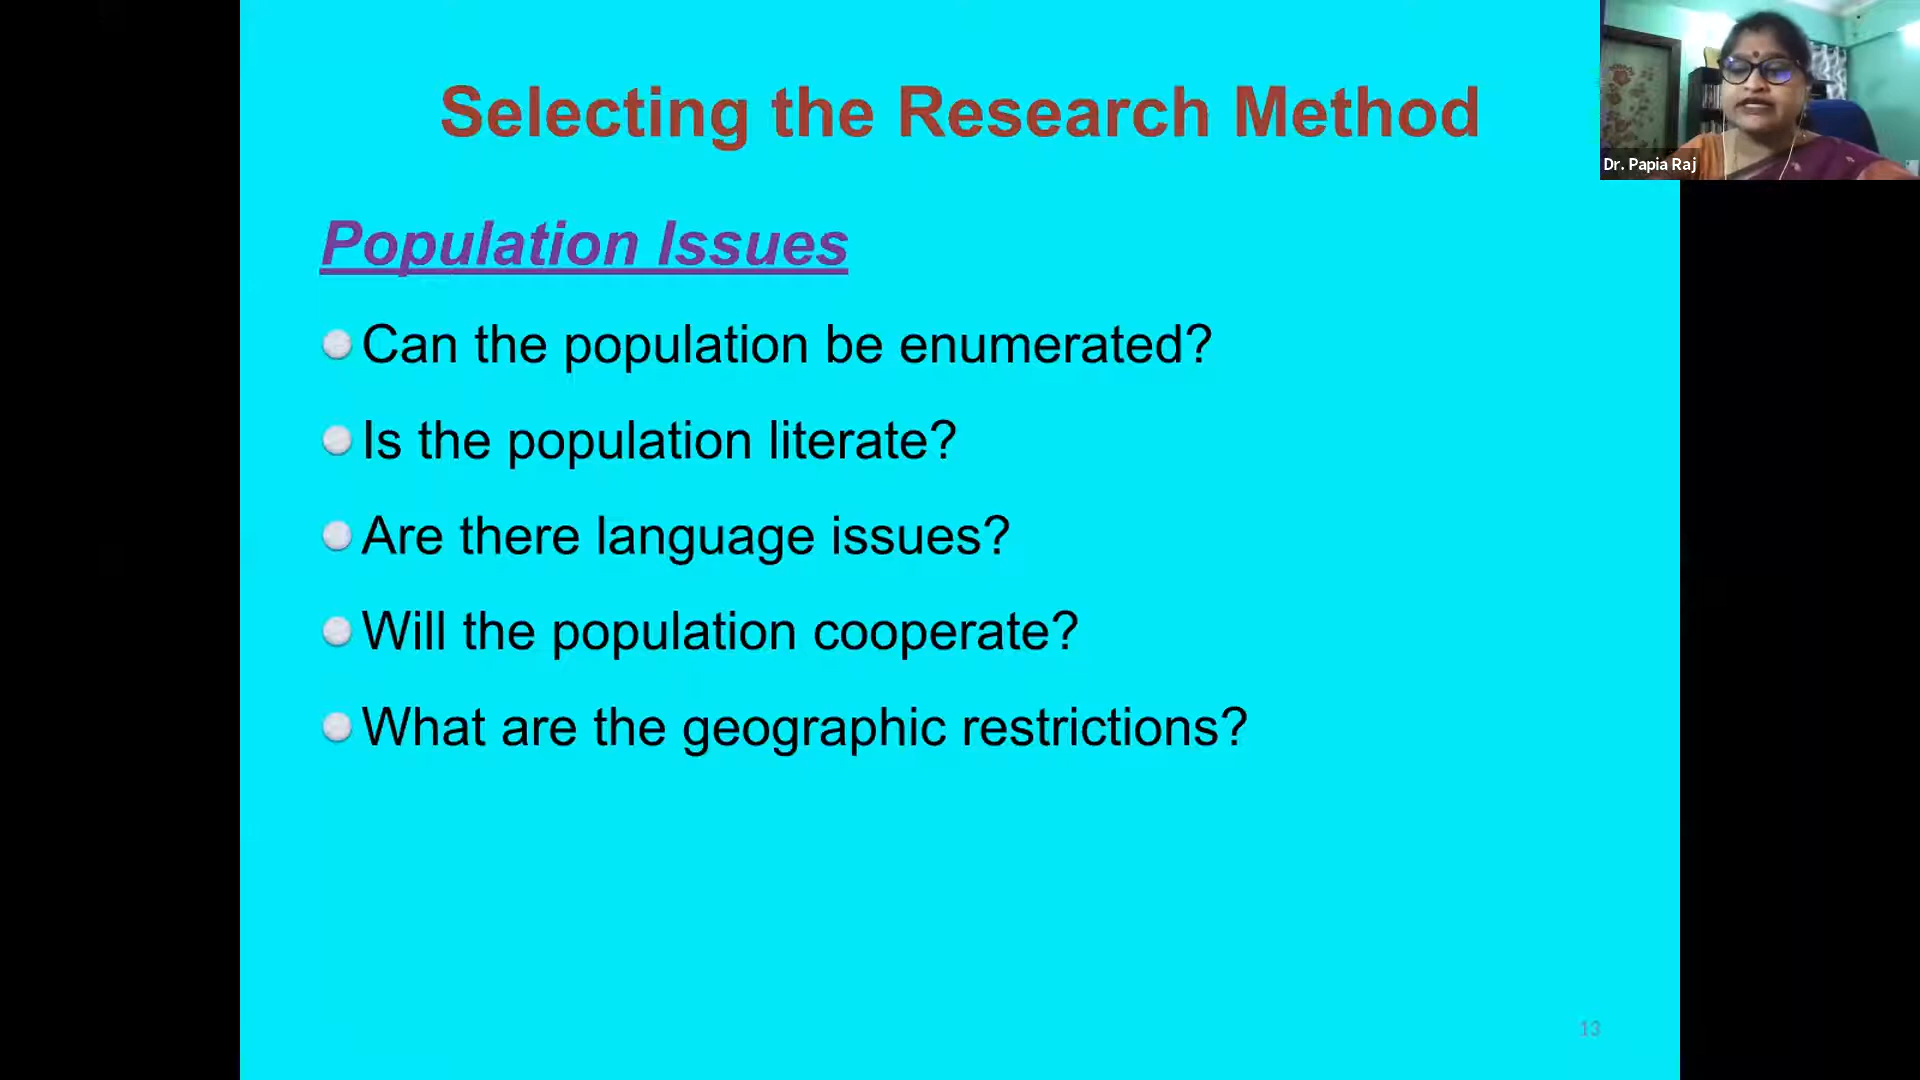 Selecting the Research Method
Dr. Papia Raj
Population Issues
Can the population be enumerated?
Is the population literate?
Are there language issues?
Will the population cooperate?
What are the geographic restrictions?
13